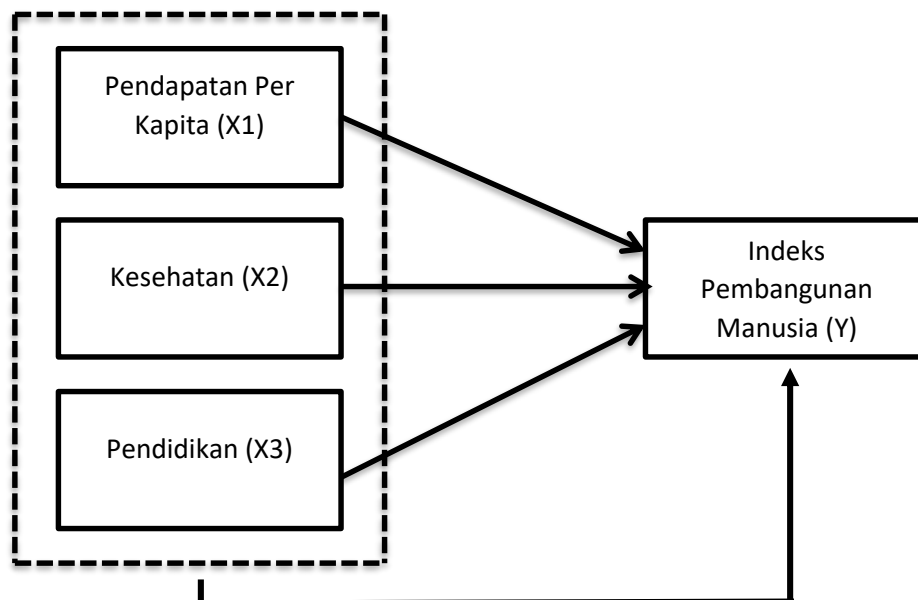 Pendapatan Per
Kapita (X1)
Kesehatan (X2)
Pendidikan (X3)
Indeks
Pembangunan
Manusia (Y)